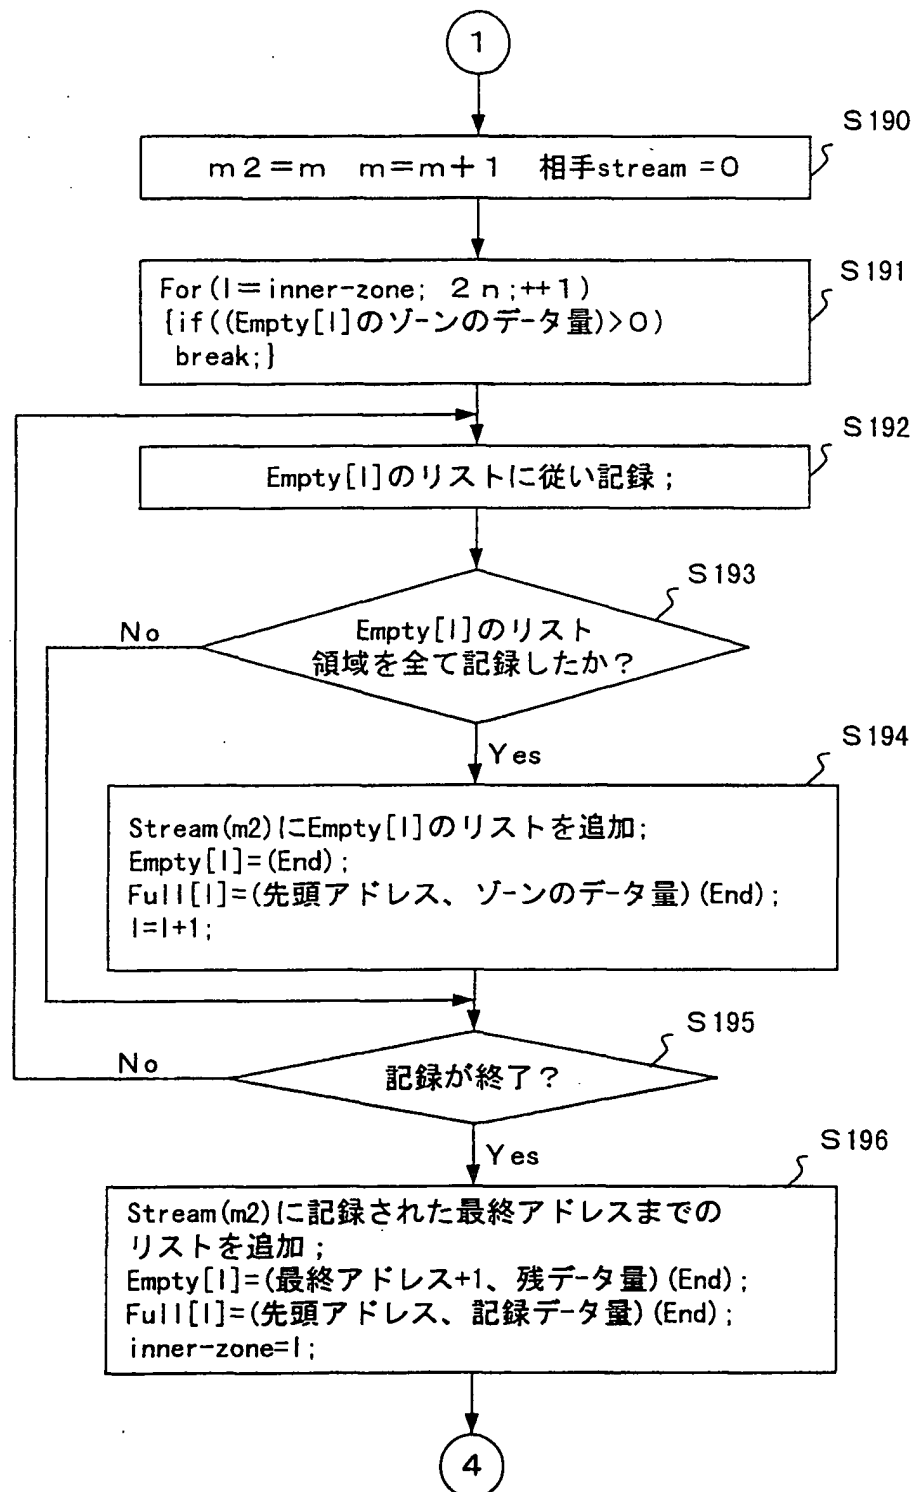 1
S190
m2=m m=m+1 相手stream =0
S191
For(l=inner-zone; 2n;++1)
{if((Empty[l]のゾーンのデータ量)>0)
break;}
S192
Empty[l]のリストに従い記録;
S193
Empty[l]のリスト
領域を全て記録したか?
No
Yes
S194
Stream(m2)にEmpty[l]のリストを追加;
Empty[l]=(End);
Full[l]=(先頭アドレス、ゾーンのデータ量)(End);
l=l+1;
S195
記録が終了?
No
Yes
S196
Stream(m2)に記録された最終アドレスまでの
リストを追加;
Empty[l]=(最終アドレス+1、残データ量)(End);
Full[l]=(先頭アドレス、記録データ量)(End);
inner-zone=l;
4